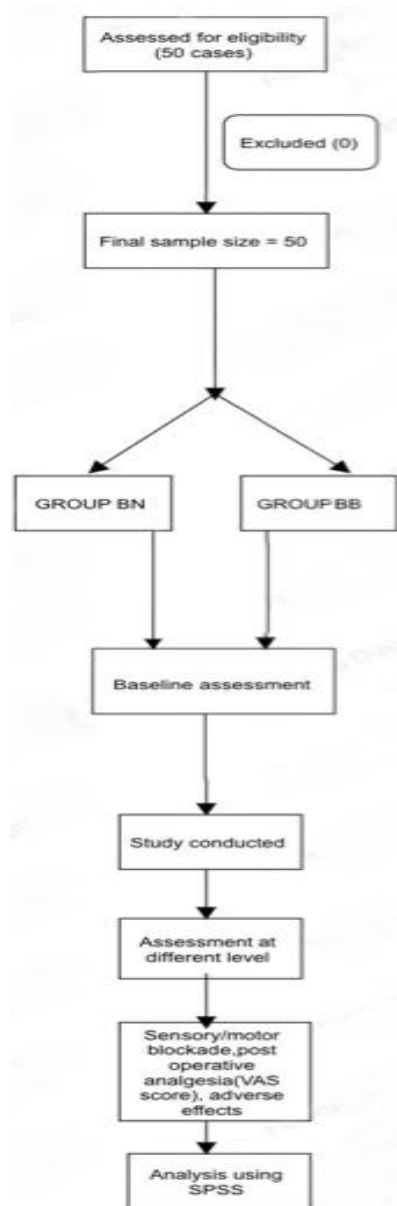 Assessed for eligibility
(50 cases)
Excluded (0)
Final sample size = 50
GROUP BN
GROUP BB
Baseline assessment
Study conducted
Assessment at
different level
Sensory/motor
blockade,post
operative
analgesia(VAS
score), adverse
effects
Analysis using
SPSS